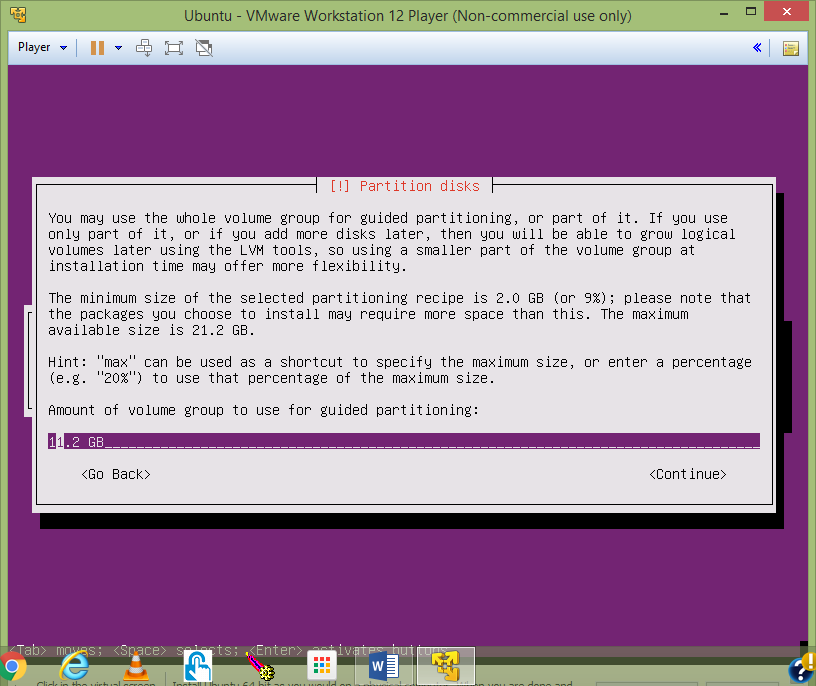 Ubuntu - VMware Workstation 12 Player (Non-commercial use only)
Player
[!] Partition disks
You may use the whole volume group for guided partitioning, or part of it. If you use
only part of it, or if you add more disks later, then you will be able to grow logical
volumes later using the LVM tools, so using a smaller part of the volume group at
installation time may offer more flexibility.
The minimum size of the selected partitioning recipe is 2.0 GB (or 9%); please note that
the packages you choose to install may require more space than this. The maximum
available size is 21.2 GB.
Hint: "max" can be used as a shortcut to specify the maximum size, or enter a percentage
(e.g. "20%") to use that percentage of the maximum size.
Amount of volume group to use for guided partitioning:
11.2 GB
<Go Back> <Continue>
<Tab> moves; <Space> selects; <Enter> activates buttons